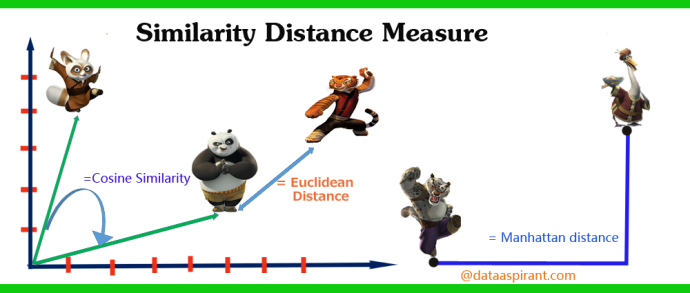 Similarity Distance Measure
=Cosine Similarity
= Euclidean
Distance
= Manhattan distance
@dataaspirant.com